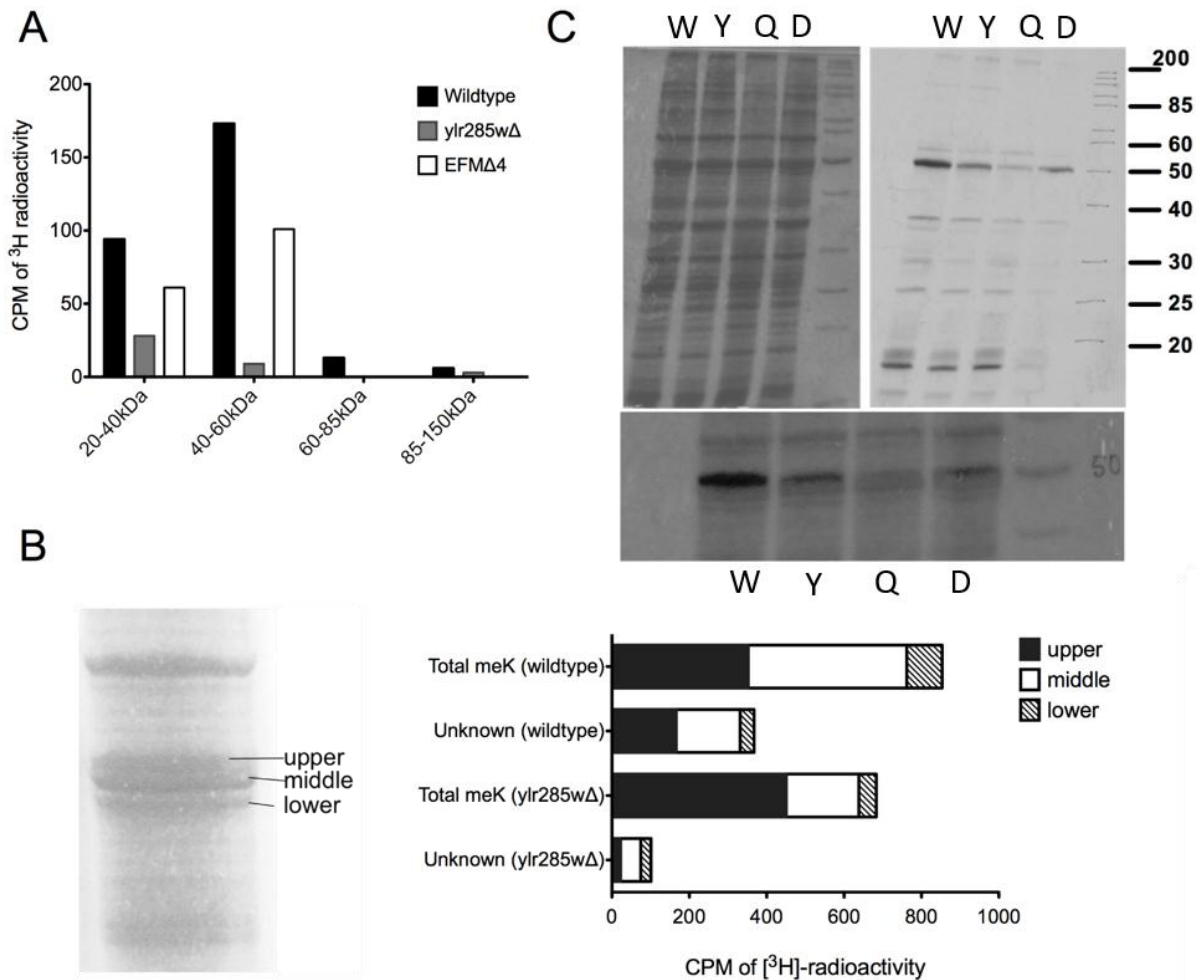 A
200
150
100
50
0
CPM of ³H radioactivity
Wildtype
ylr285wΔ
EFMΔ4
20-40kDa
40-60kDa
60-85kDa
85-150kDa
C
W Y Q D
W Y Q D
200
85
60
50
40
30
25
20
50
W Y Q D
B
upper
middle
lower
Total meK (wildtype)
Unknown (wildtype)
Total meK (ylr285wΔ)
Unknown (ylr285wΔ)
0 200 400 600 800 1000
CPM of [³H]-radioactivity
upper
middle
lower